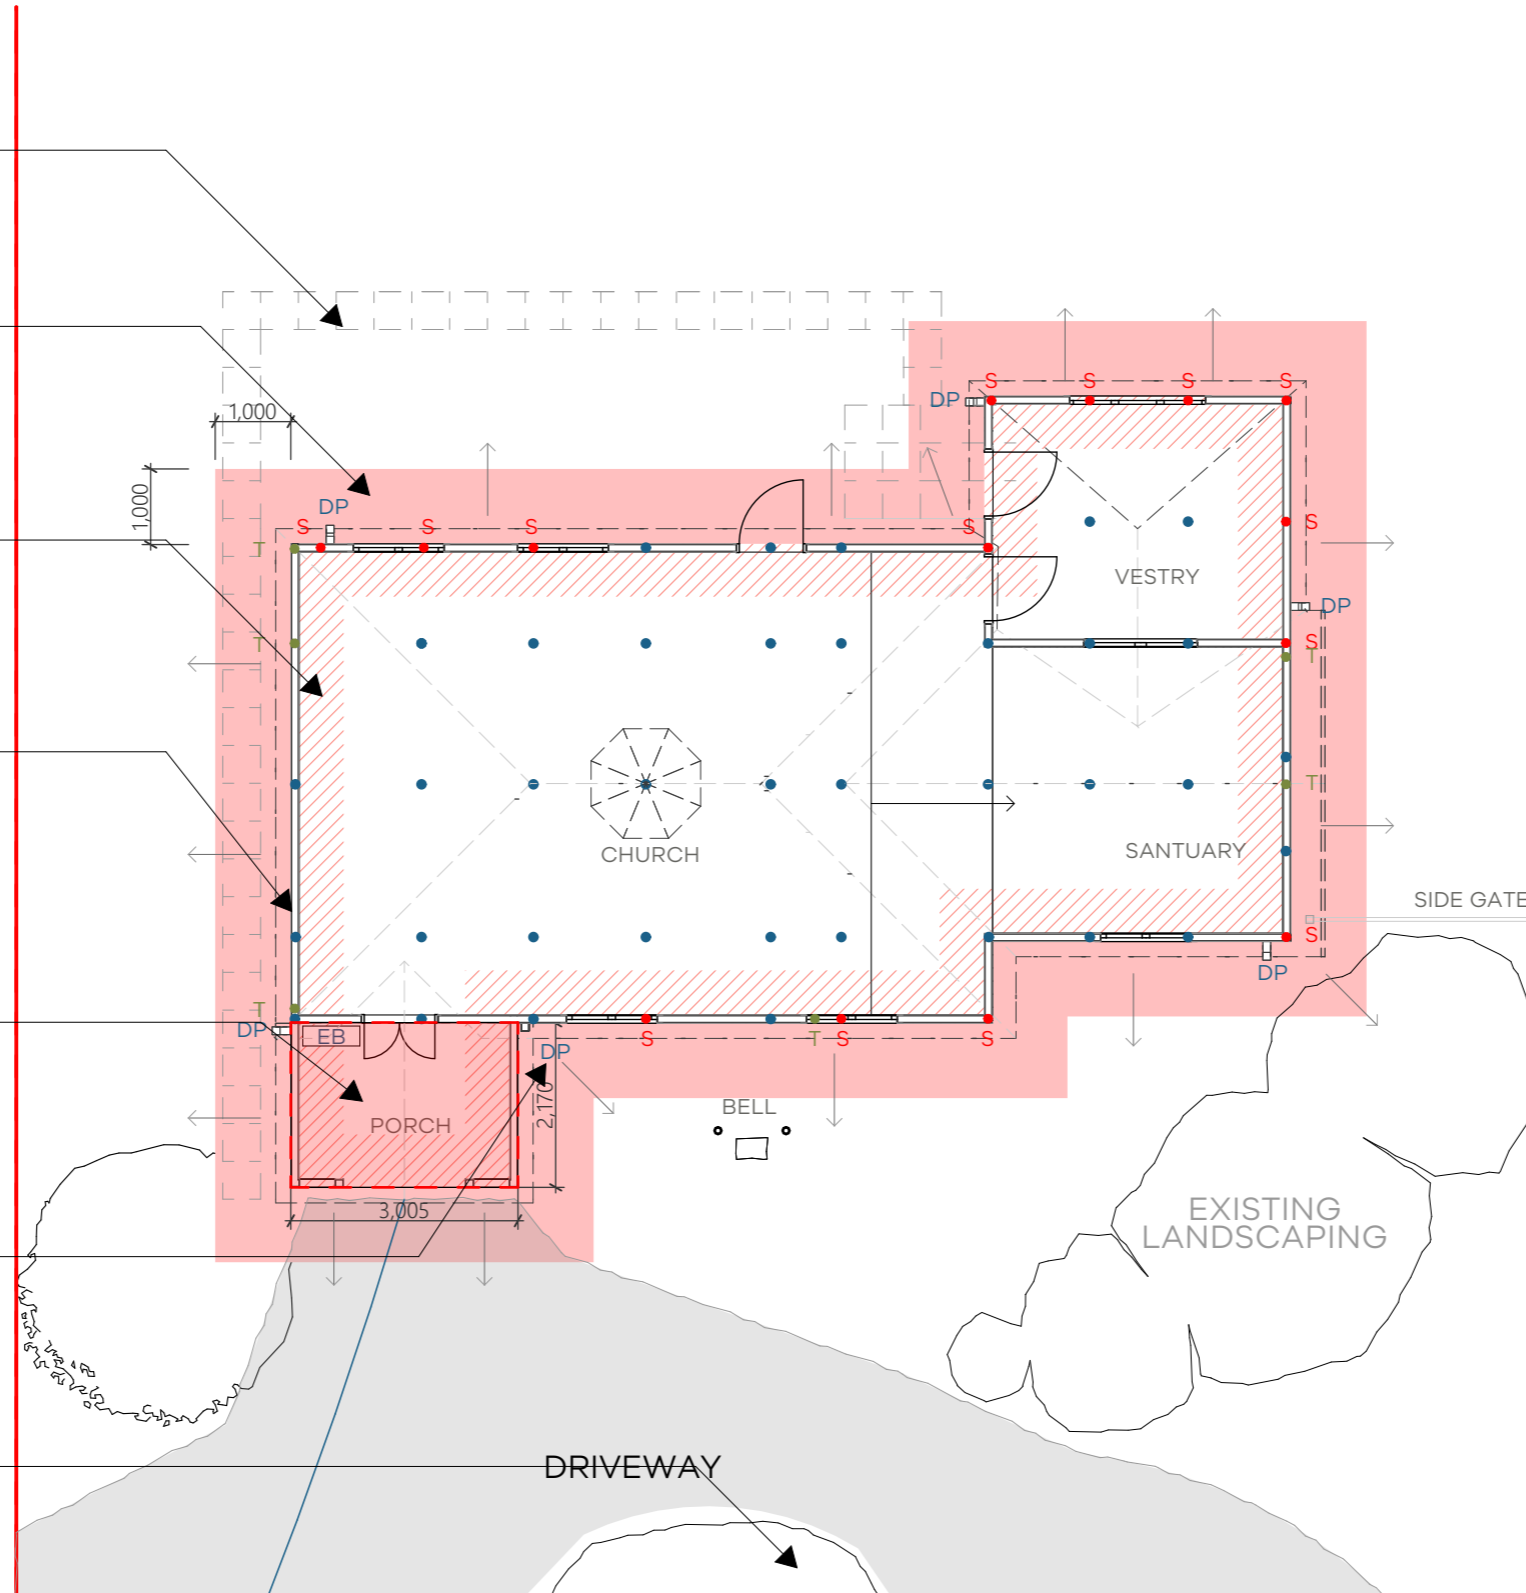 S S S S
DP
1,000
1,000
DP
S S S S
S
T
VESTRY
DP
T
S
T
T
CHURCH
SANTUARY
SIDE GATE
S
DP
T
DP
EB
S
T
S
S
DP
2,170
BELL
PORCH
3,005
EXISTING
LANDSCAPING
DRIVEWAY